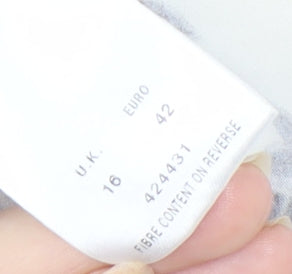 U.K. EURO
16 42
424431
FIBRE CONTENT ON REVERSE